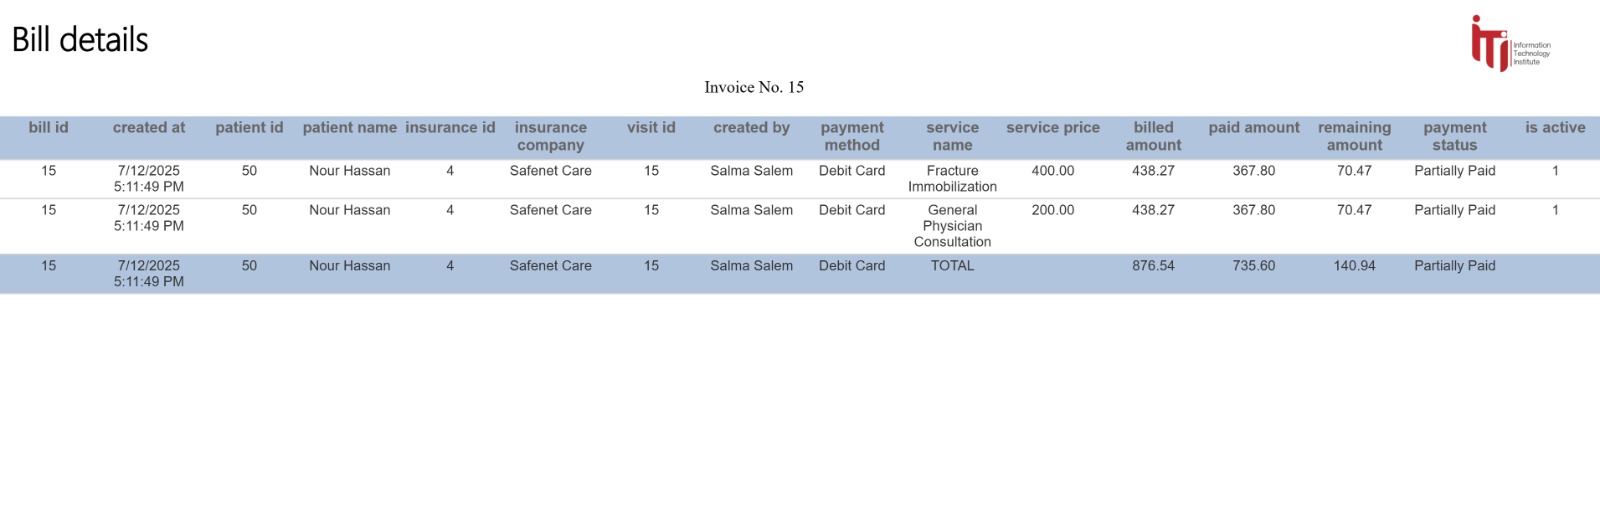 Bill details
iTi Information
Technology
Institute
Invoice No. 15
bill id created at patient id patient name insurance id insurance company visit id created by payment method service name service price billed amount paid amount remaining amount payment status is active
15 7/12/2025 5:11:49 PM 50 Nour Hassan 4 Safenet Care 15 Salma Salem Debit Card Fracture Immobilization 400.00 438.27 367.80 70.47 Partially Paid 1
15 7/12/2025 5:11:49 PM 50 Nour Hassan 4 Safenet Care 15 Salma Salem Debit Card General Physician Consultation 200.00 438.27 367.80 70.47 Partially Paid 1
15 7/12/2025 5:11:49 PM 50 Nour Hassan 4 Safenet Care 15 Salma Salem Debit Card TOTAL 876.54 735.60 140.94 Partially Paid